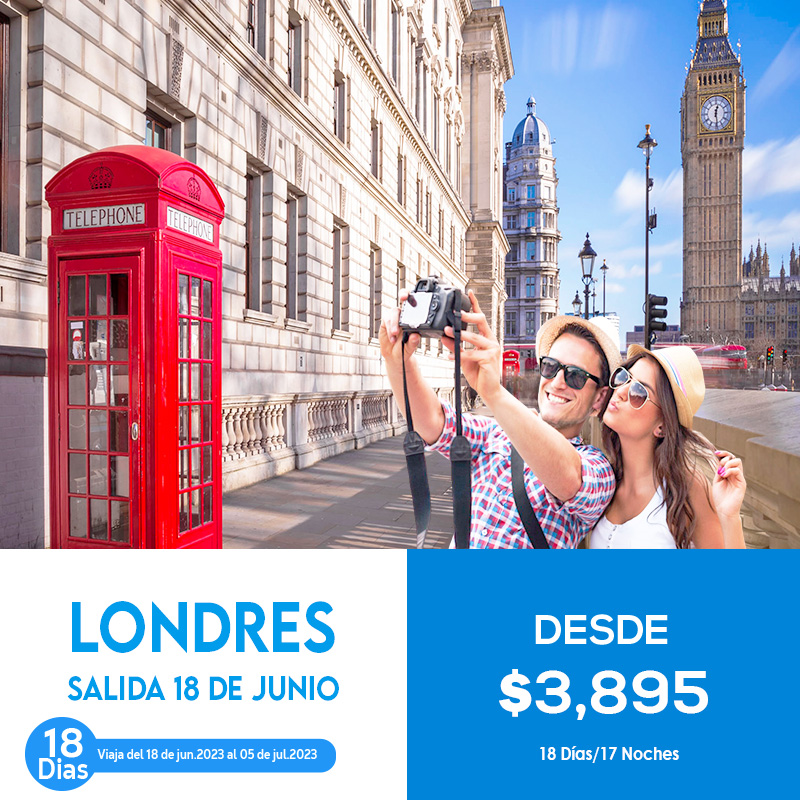 TELEPHONE
TELEPHONE
LONDRES
SALIDA 18 DE JUNIO
18
Dias
Viaja del 18 de jun.2023 al 05 de jul.2023
DESDE
$3,895
18 Días/17 Noches